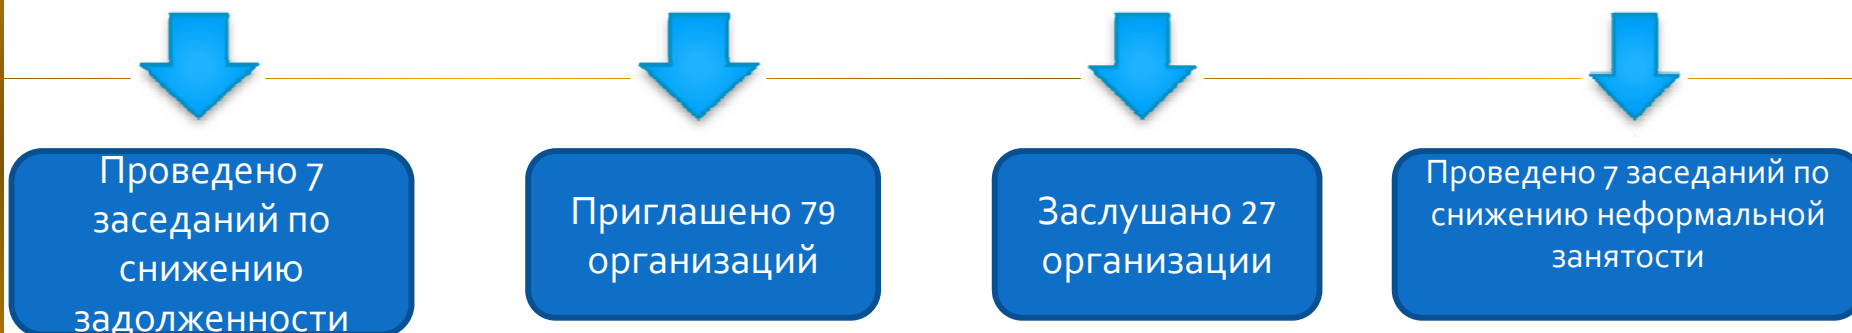 Проведено 7
заседаний по
снижению
задолженности
Приглашено 79
организаций
Заслушано 27
организации
Проведено 7 заседаний по
снижению неформальной
занятости